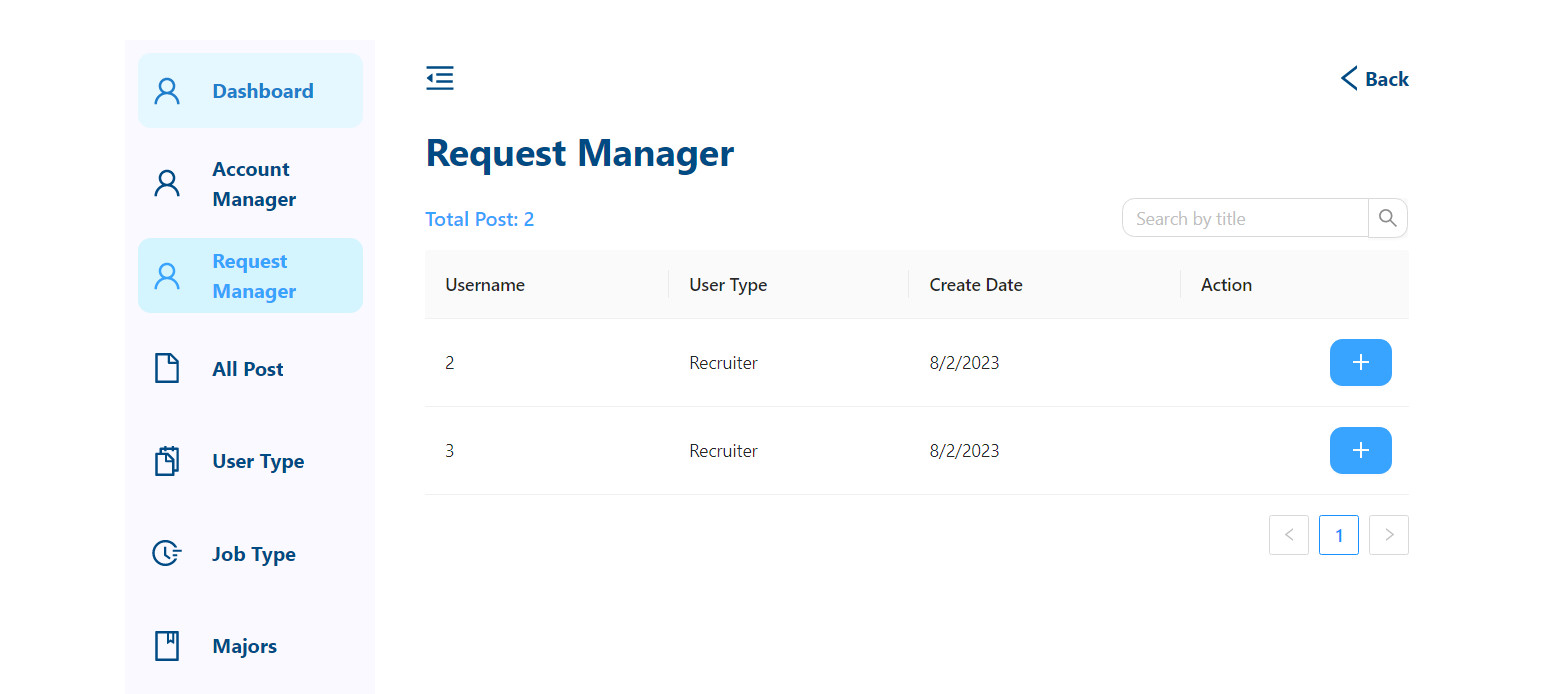 Dashboard
Account
Manager
Request
Manager
All Post
User Type
Job Type
Majors
Back
Request Manager
Total Post: 2
Search by title
Username User Type Create Date Action
2 Recruiter 8/2/2023
3 Recruiter 8/2/2023
1